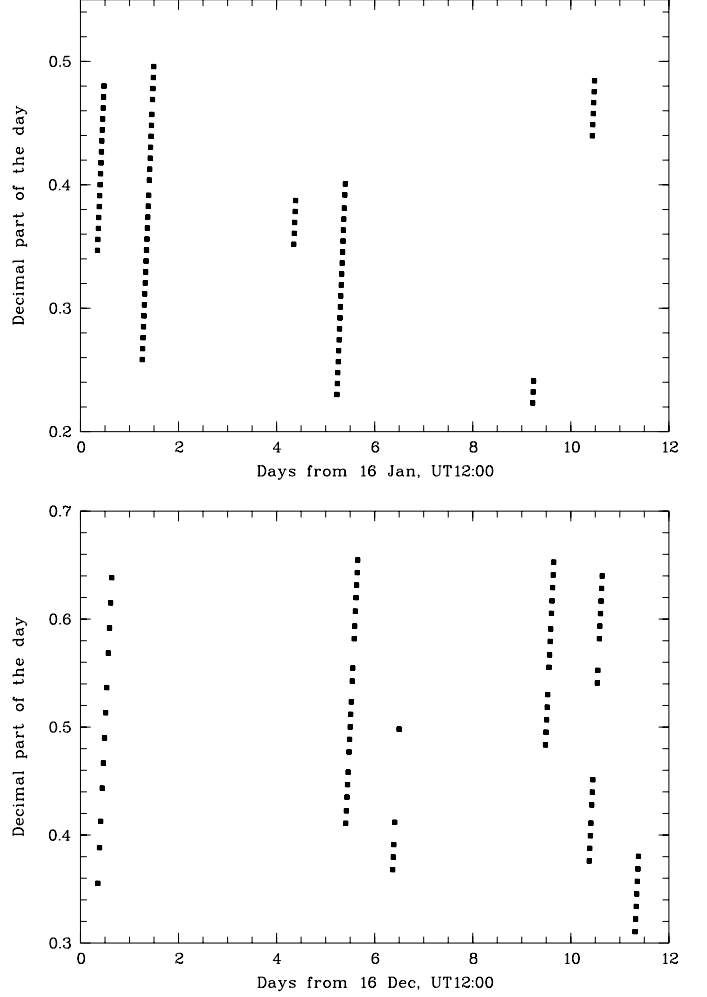 0.5
0.4
0.3
0.2
Decimal part of the day
0 2 4 6 8 10 12
Days from 16 Jan, UT12:00
0.7
0.6
0.5
0.4
0.3
Decimal part of the day
0 2 4 6 8 10 12
Days from 16 Dec, UT12:00